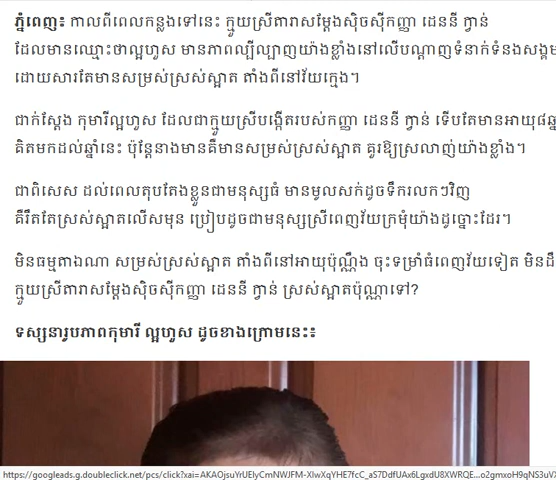 ភ្នំពេញ៖ កាលពីពេលកន្លងទៅនេះ ក្មួយស្រីតារាសម្តែងស៊ិចស៊ីកញ្ញា ដេននី ក្វាន់
ដែលមានឈ្មោះថាល្អហួស មានភាពល្បីល្បាញយ៉ាងខ្លាំងនៅលើបណ្តាញទំនាក់ទំនងសង្គម
ដោយសារតែមានសម្រស់ស្រស់ស្អាត តាំងពីនៅវ័យក្មេង។
ជាក់ស្តែង កុមារីល្អហួស ដែលជាក្មួយស្រីបង្កើតរបស់កញ្ញា ដេននី ក្វាន់ ទើបតែមានអាយុ៨ឆ្នាំ
គិតមកដល់ឆ្នាំនេះ ប៉ុន្តែនាងមានគឺមានសម្រស់ស្រស់ស្អាត គួរឱ្យស្រលាញ់យ៉ាងខ្លាំង។
ជាពិសេស ដល់ពេលតុបតែងខ្លួនជាមនុស្សធំ មានមូលសក់ដូចទឹករលកៗវិញ
គឺរឹតតែស្រស់ស្អាតលើសមុន ប្រៀបដូចជាមនុស្សស្រីពេញវ័យក្រមុំយ៉ាងដូច្នោះដែរ។
មិនធម្មតាឯណា សម្រស់ស្រស់ស្អាត តាំងពីនៅអាយុប៉ុណ្ណឹង ចុះទម្រាំធំពេញវ័យទៀត មិនដឹ
ក្មួយស្រីតារាសម្តែងស៊ិចស៊ីកញ្ញា ដេននី ក្វាន់ ស្រស់ស្អាតប៉ុណ្ណាទៅ?
ទស្សនារូបភាពកុមារី ល្អហួស ដូចខាងក្រោមនេះ៖
https://googleads.g.doubleclick.net/pcs/click?xai=AKAOjsuYrUElyCmNWJFM-XlwXqYHE7fcC_aS7DdfUAx6LgxdU8XWRQE...o2gmxoH9qNS3uVX